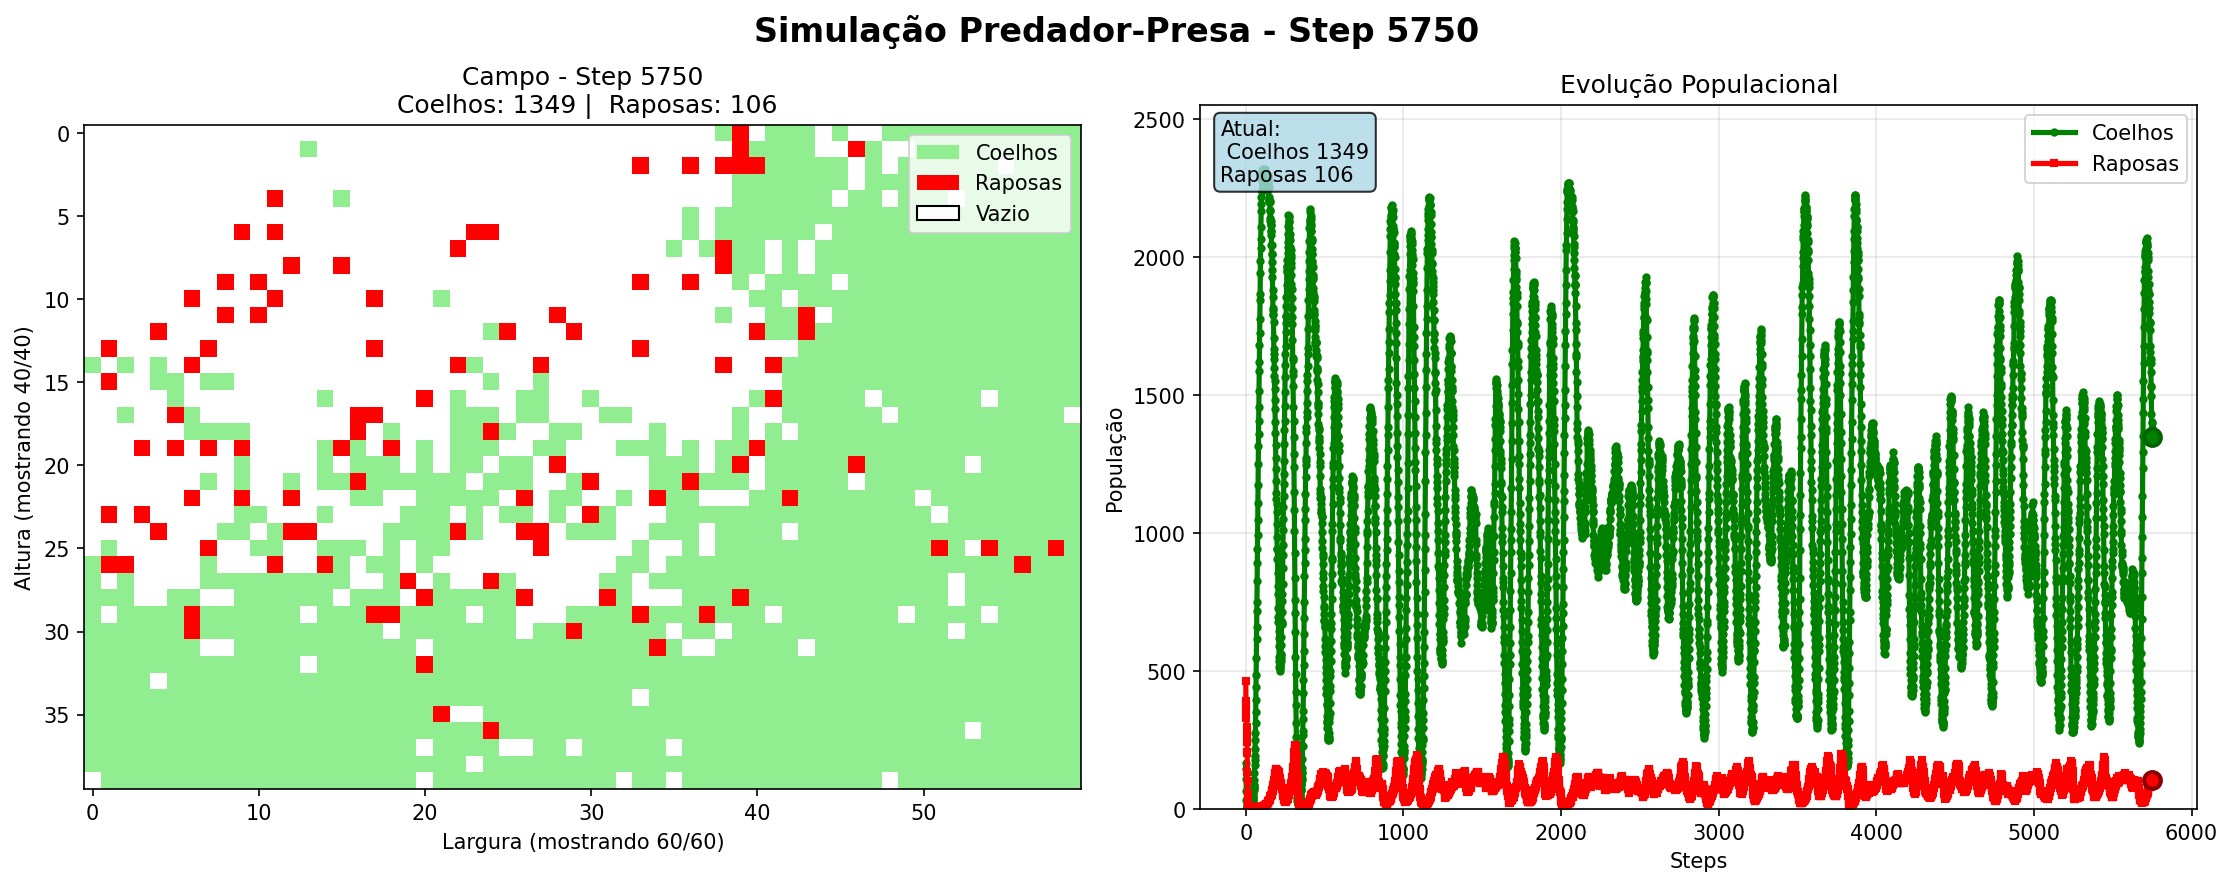 Simulação Predador-Presa - Step 5750
Campo - Step 5750
Coelhos: 1349 |  Raposas: 106
Coelhos
Raposas
Vazio
0
5
10
15
20
25
30
35
Altura (mostrando 40/40)
0
10
20
30
40
50
Largura (mostrando 60/60)
Evolução Populacional
Atual:
Coelhos 1349
Raposas 106
Coelhos
Raposas
2500
2000
1500
1000
500
0
População
0
1000
2000
3000
4000
5000
6000
Steps